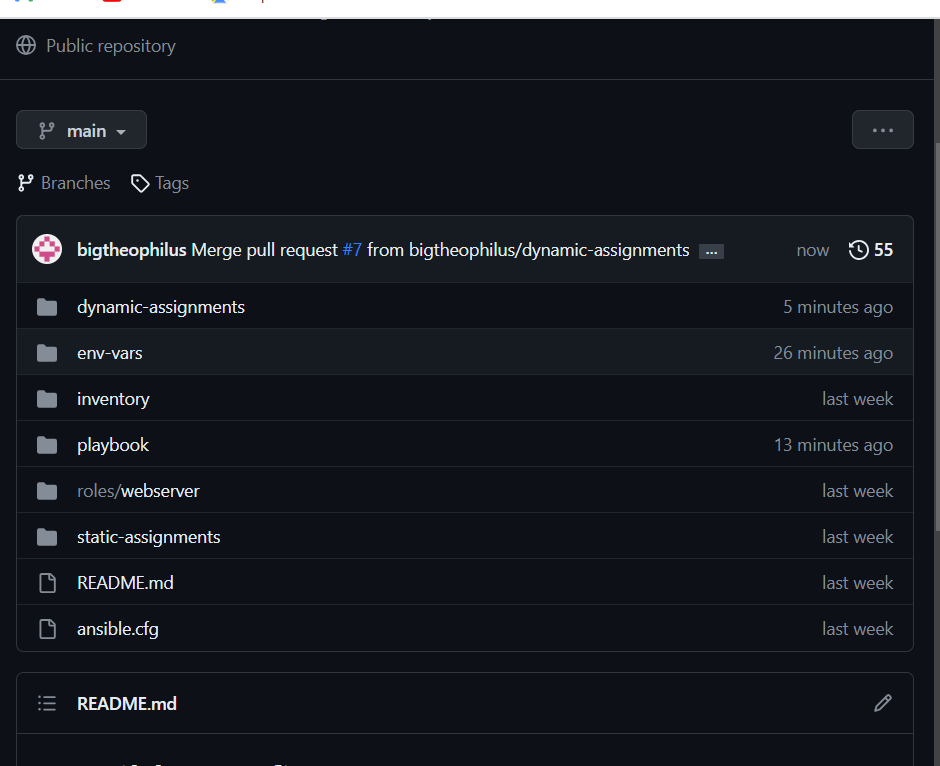 Public repository
main
Branches Tags
bigtheophilus Merge pull request #7 from bigtheophilus/dynamic-assignments ... now 55
dynamic-assignments 5 minutes ago
env-vars 26 minutes ago
inventory last week
playbook 13 minutes ago
roles/webserver last week
static-assignments last week
README.md last week
ansible.cfg last week
README.md